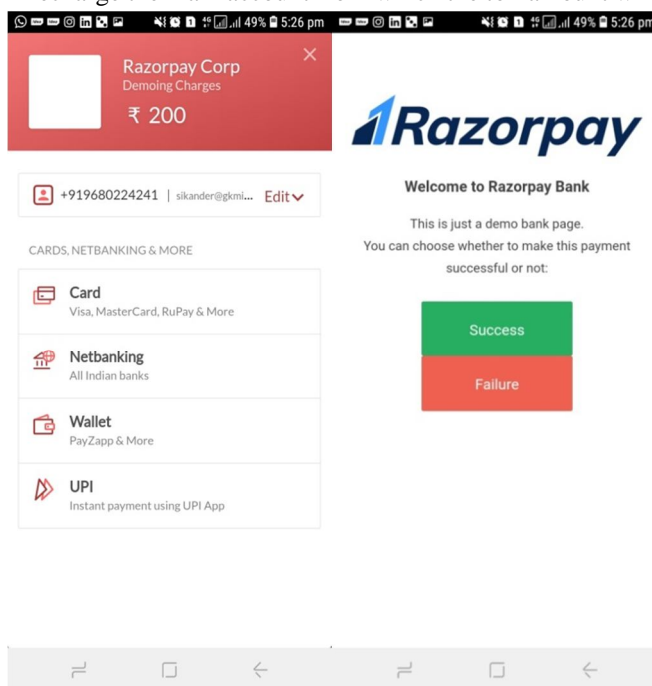 49% 5:26 pm
Razorpay Corp
Demoing Charges
₹ 200
+919680224241 | sikander@gkmi... Edit
CARDS, NETBANKING & MORE
Card
Visa, MasterCard, RuPay & More
Netbanking
All Indian banks
Wallet
PayZapp & More
UPI
Instant payment using UPI App
49% 5:26 pm
Razorpay
Welcome to Razorpay Bank
This is just a demo bank page.
You can choose whether to make this payment
successful or not:
Success
Failure